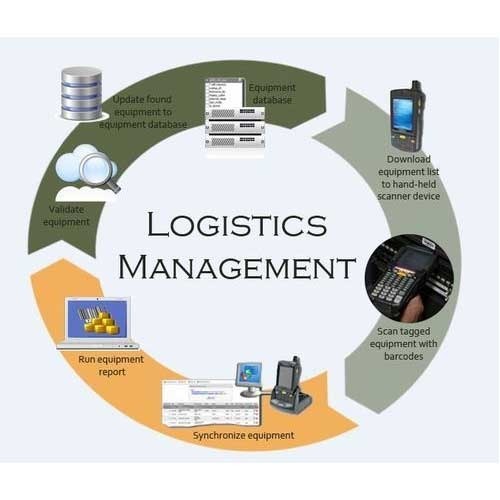 Equipment
database
Download
equipment list
to hand-held
scanner device
Scan tagged
equipment with
barcodes
Synchronize equipment
Run equipment
report
Validate
equipment
Update found
equipment to
equipment database
LOGISTICS
MANAGEMENT